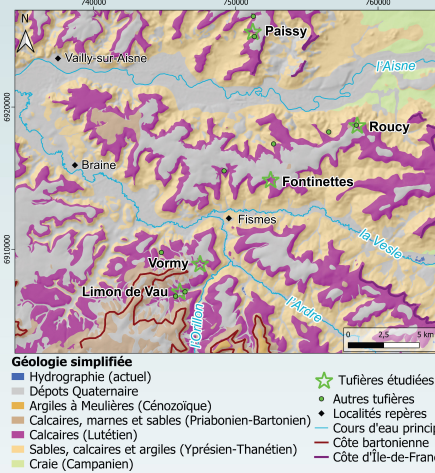 740000 750000 760000
N
Paissy
Vailly-sur-Aisne
l'Aisne
6920000
Roucy
Braine
Fontinettes
Fismes
la Vesle
6910000
Vormy
Limon de Vau
l'Ardre
l'Orillon
0 2,5 5 km
Géologie simplifiée
Hydrographie (actuel)
Dépots Quaternaire
Argiles à Meulières (Cénozoïque)
Calcaires, marnes et sables (Priabonien-Bartonien)
Calcaires (Lutétien)
Sables, calcaires et argiles (Yprésien-Thanétien)
Craie (Campanien)
Tufières étudiées
Autres tufières
Localités repères
Cours d'eau princip
Côte bartonienne
Côte d'Île-de-Fran